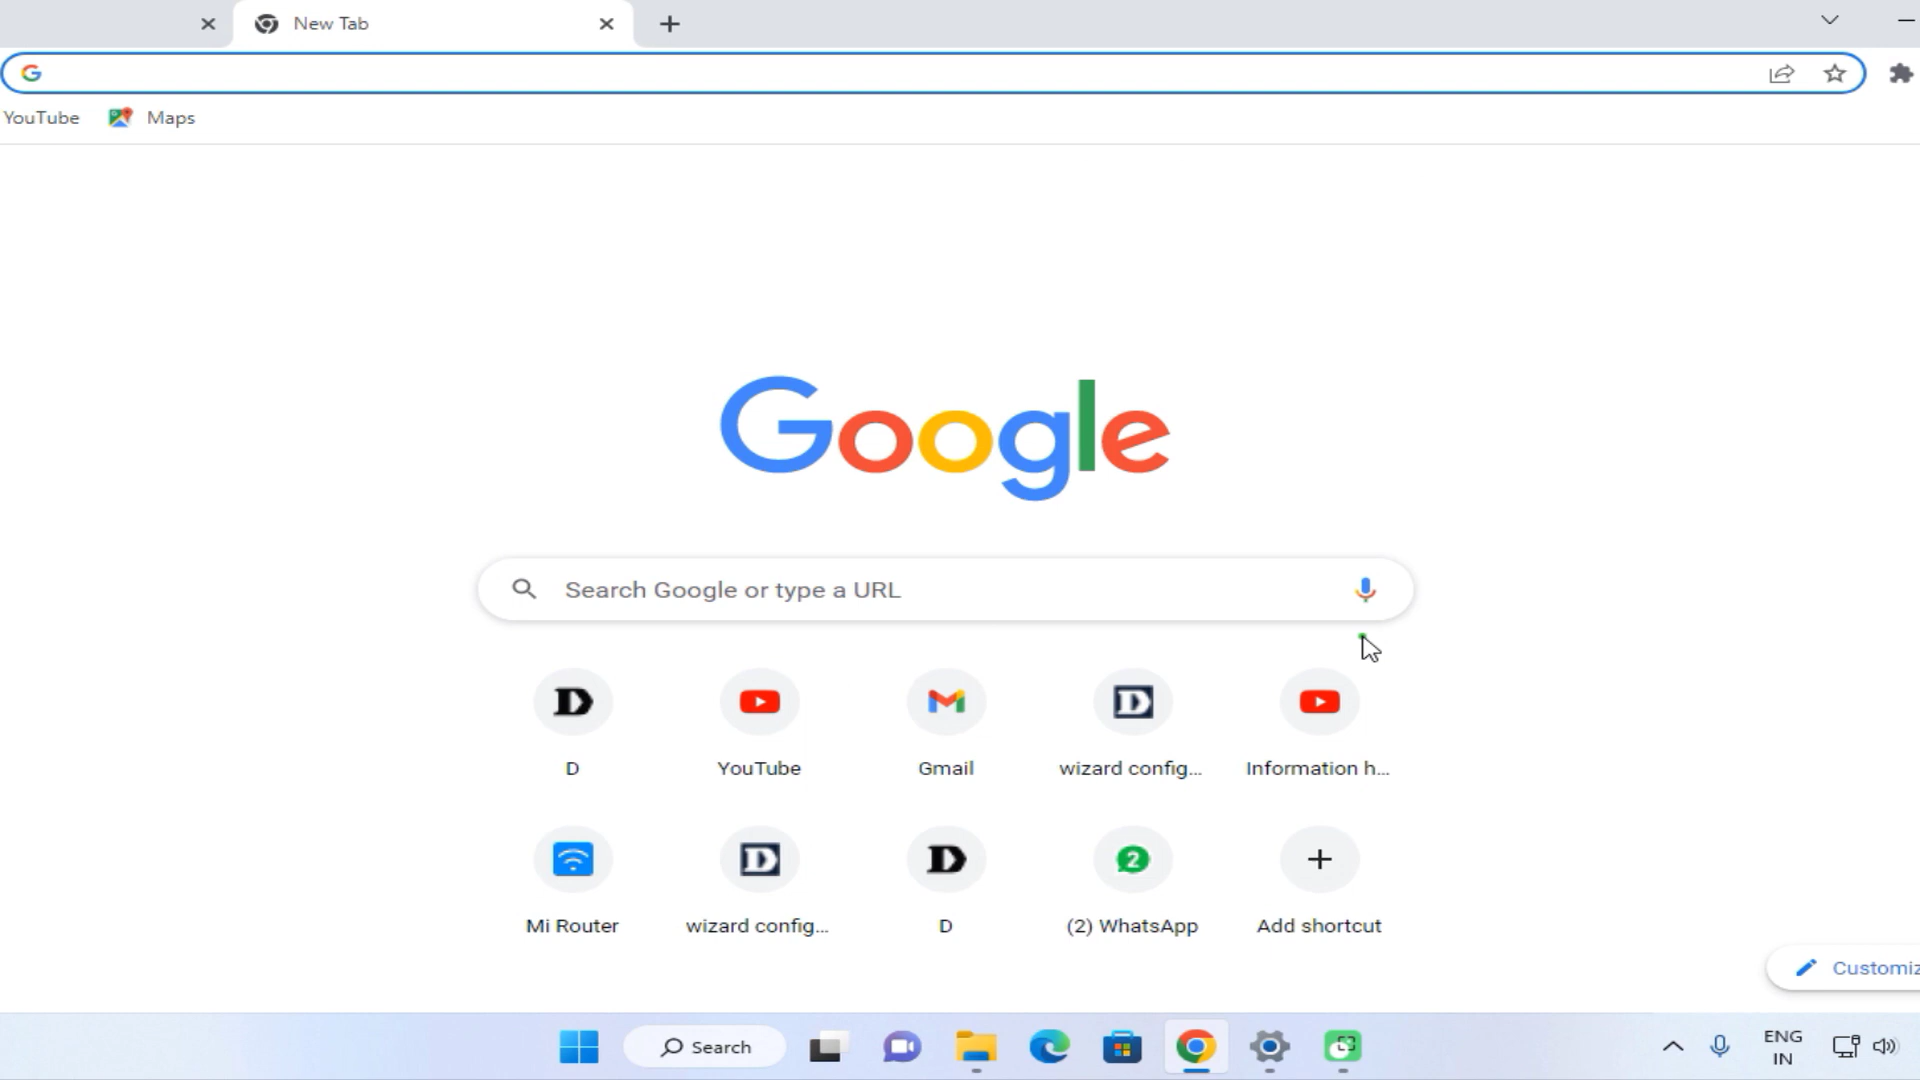 New Tab
YouTube Maps
Google
Search Google or type a URL
D YouTube Gmail wizard config... Information h...
2
Mi Router wizard config... D (2) WhatsApp Add shortcut
Customiz
Search
ENG
IN